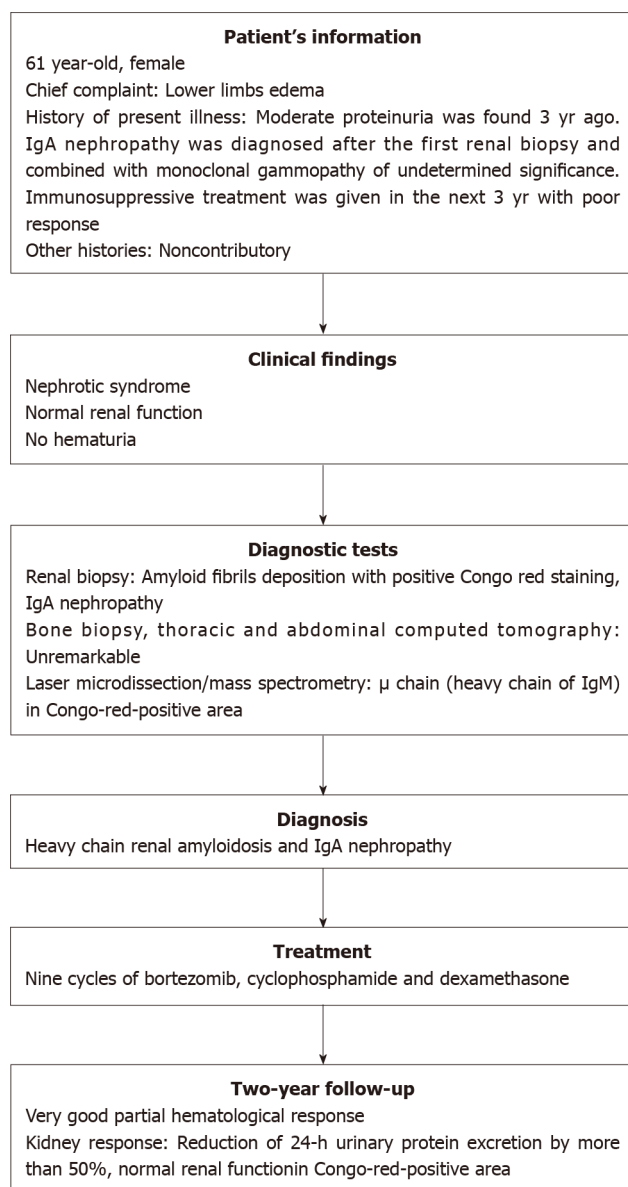 Patient's information
61 year-old, female
Chief complaint: Lower limbs edema
History of present illness: Moderate proteinuria was found 3 yr ago.
IgA nephropathy was diagnosed after the first renal biopsy and
combined with monoclonal gammopathy of undetermined significance.
Immunosuppressive treatment was given in the next 3 yr with poor
response
Other histories: Noncontributory
Clinical findings
Nephrotic syndrome
Normal renal function
No hematuria
Diagnostic tests
Renal biopsy: Amyloid fibrils deposition with positive Congo red staining,
IgA nephropathy
Bone biopsy, thoracic and abdominal computed tomography:
Unremarkable
Laser microdissection/mass spectrometry: μ chain (heavy chain of IgM)
in Congo-red-positive area
Diagnosis
Heavy chain renal amyloidosis and IgA nephropathy
Treatment
Nine cycles of bortezomib, cyclophosphamide and dexamethasone
Two-year follow-up
Very good partial hematological response
Kidney response: Reduction of 24-h urinary protein excretion by more
than 50%, normal renal functionin Congo-red-positive area